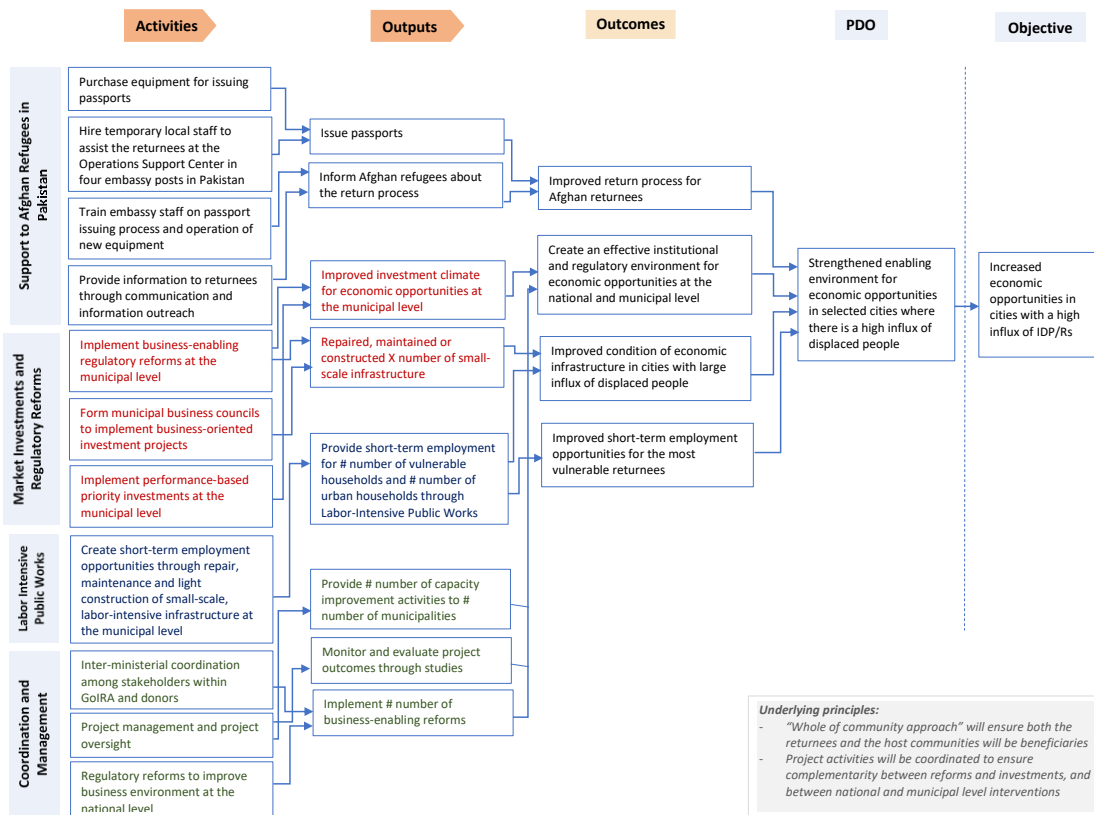 Activities
Outputs
Outcomes
PDO
Objective
Support to Afghan Refugees in
Pakistan
Purchase equipment for issuing
passports
Hire temporary local staff to
assist the returnees at the
Operations Support Center in
four embassy posts in Pakistan
Train embassy staff on passport
issuing process and operation of
new equipment
Provide information to returnees
through communication and
information outreach
Market Investments and
Regulatory Reforms
Implement business-enabling
regulatory reforms at the
municipal level
Form municipal business councils
to implement business-oriented
investment projects
Implement performance-based
priority investments at the
municipal level
Labor Intensive
Public Works
Create short-term employment
opportunities through repair,
maintenance and light
construction of small-scale,
labor-intensive infrastructure at
the municipal level
Coordination and
Management
Inter-ministerial coordination
among stakeholders within
GoIRA and donors
Project management and project
oversight
Regulatory reforms to improve
business environment at the
national level
Issue passports
Inform Afghan refugees about
the return process
Improved investment climate
for economic opportunities at
the municipal level
Repaired, maintained or
constructed X number of small-
scale infrastructure
Provide short-term employment
for # number of vulnerable
households and # number of
urban households through
Labor-Intensive Public Works
Provide # number of capacity
improvement activities to #
number of municipalities
Monitor and evaluate project
outcomes through studies
Implement # number of
business-enabling reforms
Improved return process for
Afghan returnees
Create an effective institutional
and regulatory environment for
economic opportunities at the
national and municipal level
Improved condition of economic
infrastructure in cities with large
influx of displaced people
Improved short-term employment
opportunities for the most
vulnerable returnees
Strengthened enabling
environment for
economic opportunities
in selected cities where
there is a high influx of
displaced people
Increased
economic
opportunities in
cities with a high
influx of IDP/Rs
Underlying principles:
- "Whole of community approach" will ensure both the
returnees and the host communities will be beneficiaries
- Project activities will be coordinated to ensure
complementarity between reforms and investments, and
between national and municipal level interventions